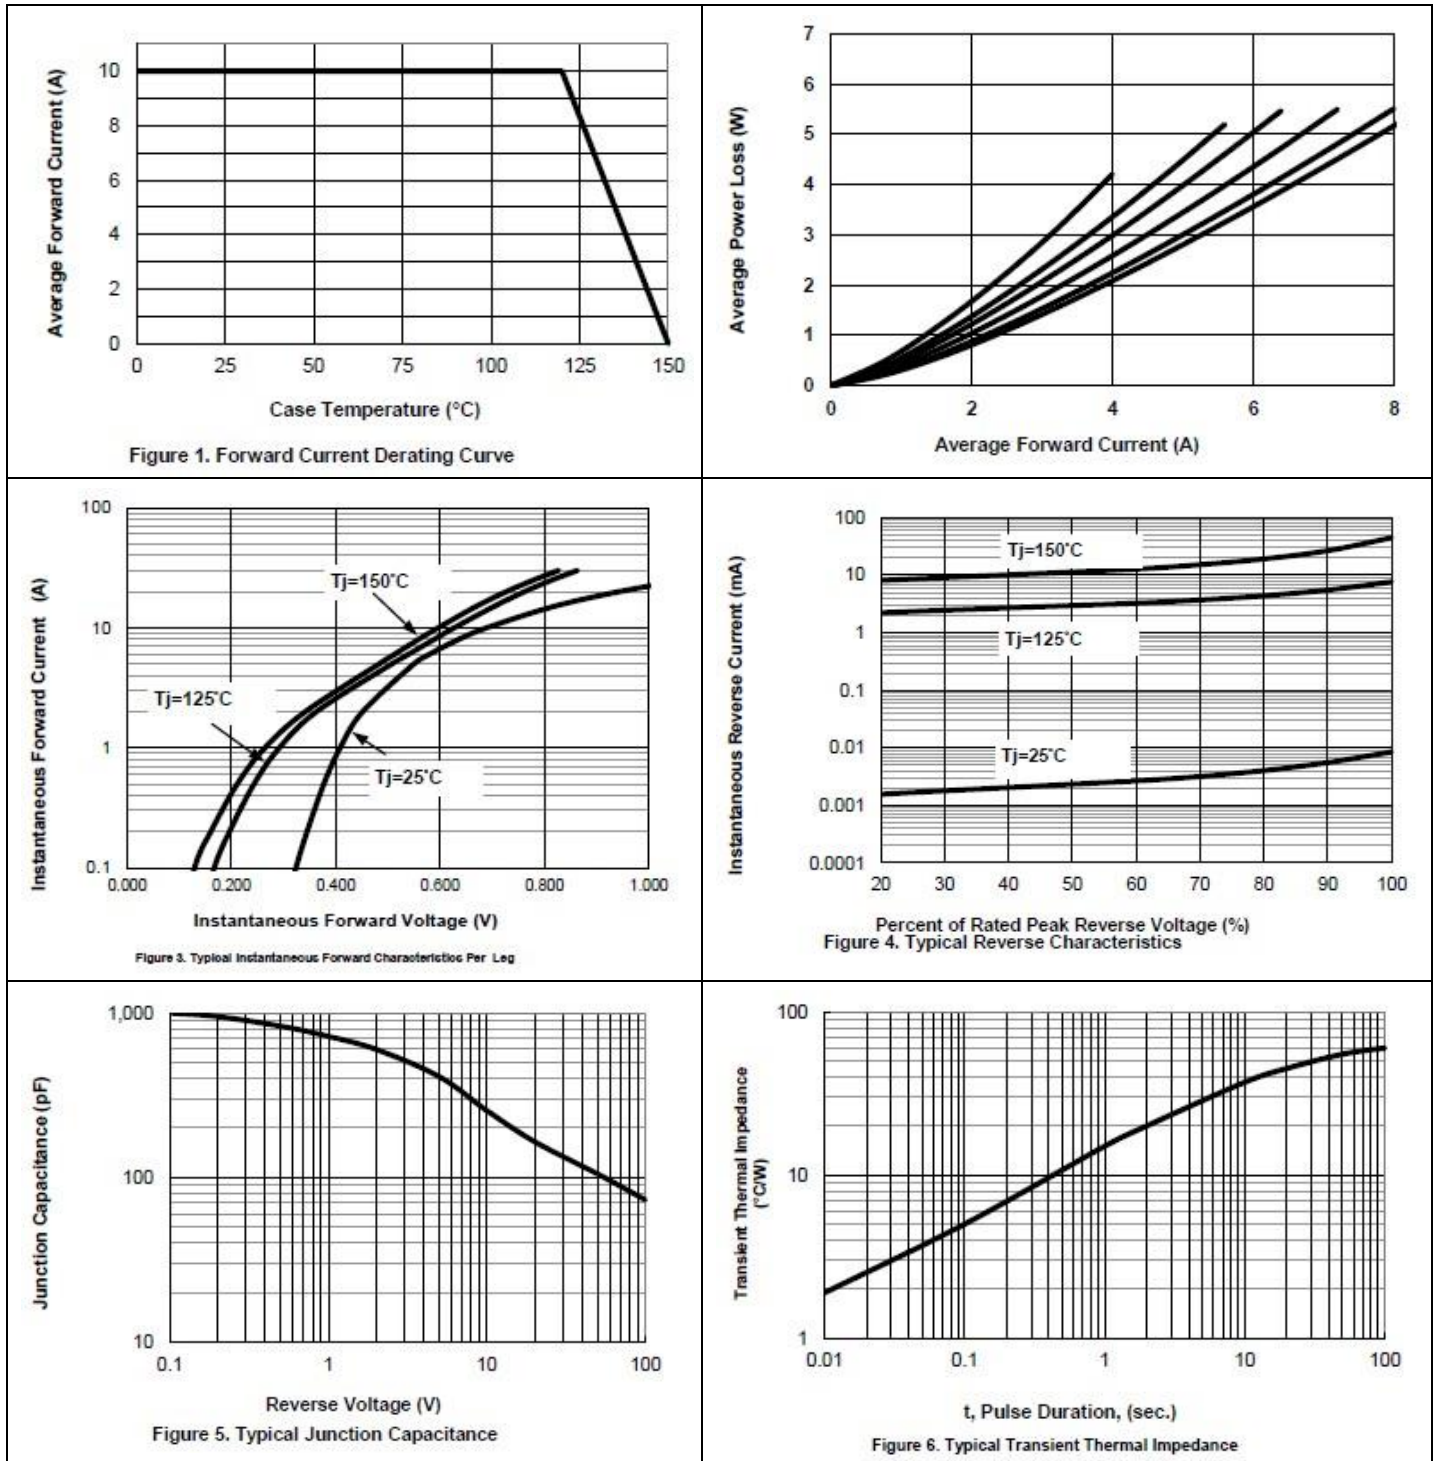 Average Forward Current (A)
10
8
6
4
2
0
0 25 50 75 100 125 150
Case Temperature (°C)
Figure 1. Forward Current Derating Curve
Average Power Loss (W)
7
6
5
4
3
2
1
0
0 2 4 6 8
Average Forward Current (A)
Instantaneous Forward Current (A)
100
10
1
0.1
Tj=150°C
Tj=125°C
Tj=25°C
0.000 0.200 0.400 0.600 0.800 1.000
Instantaneous Forward Voltage (V)
Figure 3. Typical Instantaneous Forward Characteristics Per Leg
Instantaneous Reverse Current (mA)
100
10
1
0.1
0.01
0.001
0.0001
Tj=150°C
Tj=125°C
Tj=25°C
20 30 40 50 60 70 80 90 100
Percent of Rated Peak Reverse Voltage (%)
Figure 4. Typical Reverse Characteristics
Junction Capacitance (pF)
1,000
100
10
0.1 1 10 100
Reverse Voltage (V)
Figure 5. Typical Junction Capacitance
Transient Thermal Impedance
(°C/W)
100
10
1
0.01 0.1 1 10 100
t, Pulse Duration, (sec.)
Figure 6. Typical Transient Thermal Impedance